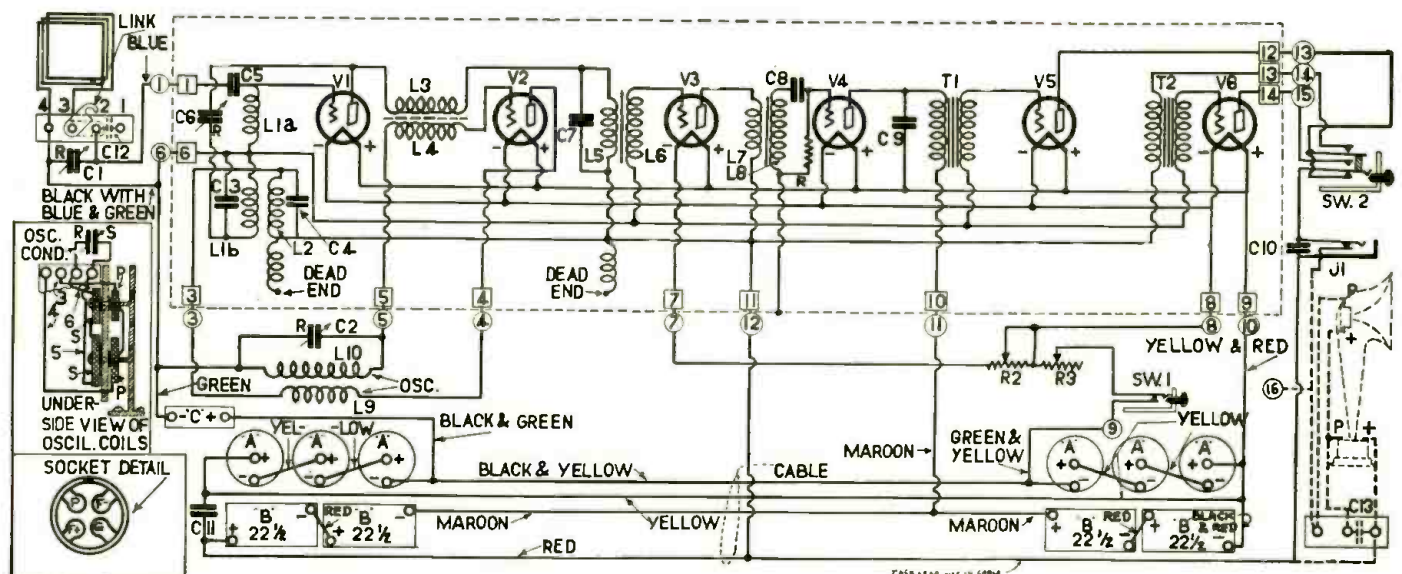 LINK
BLUE
4 3 2 1
C12
R C1
BLACK WITH
BLUE & GREEN
1 1
6 6
C5
C6
R
L1a
C3
L1b
L2
C4
DEAD
END
V1
L3
L4
V2
C7
L5
L6
DEAD
END
V3
C8
L7
L8
V4
R
C9
T1
V5
T2
V6
- +
- +
- +
- +
- +
- +
12 13
13 14
14 15
SW. 2
C10
J1
3 5 4 7 11 10 8 9
3 5 4 7 12 11 8 10
OSC.
COND.
R S
3
4
6
S
S
S
P
P
UNDER-
SIDE VIEW OF
OSCIL. COILS
SOCKET DETAIL
P F- F+ G
R C2
L10
OSC.
L9
GREEN
- "C" +
BLACK & GREEN
YEL- -LOW
"A" "A" "A"
+ + +
- - -
BLACK & YELLOW
CABLE
MAROON
GREEN &
YELLOW
R2 R3
SW.1
9
YELLOW
YELLOW & RED
16
"A" "A" "A"
+ + +
- - -
C11
+ "B" 22½ -
RED
+ "B" 22½ -
MAROON
YELLOW
RED
MAROON
+ "B" 22½ -
RED
+ "B" 22½ -
BLACK
& RED
P
+
P +
C13